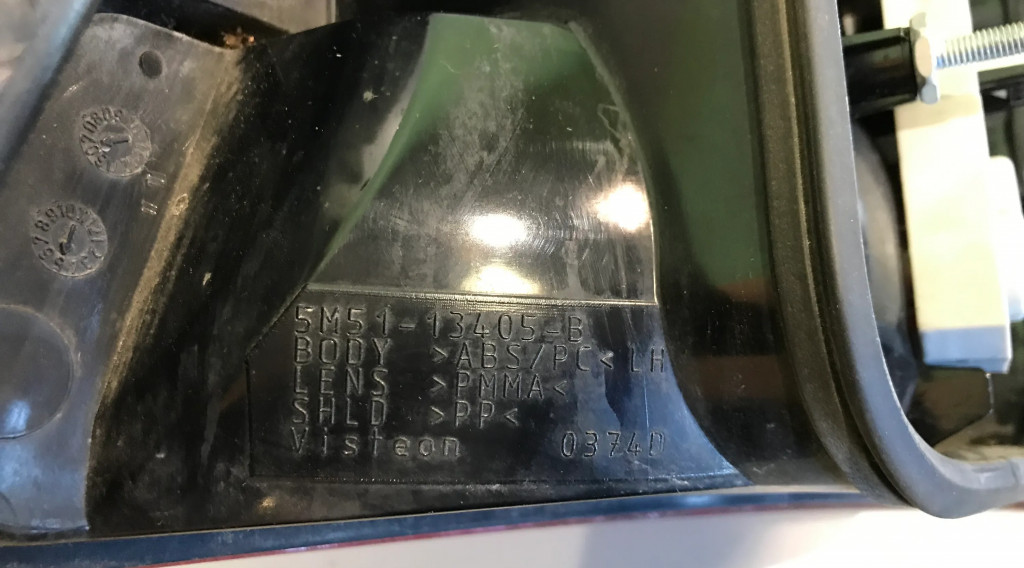 5M51-13405-B
BODY >ABS/PC< LH
LENS >PMMA<
SHLD >PP<
Visteon 0374D